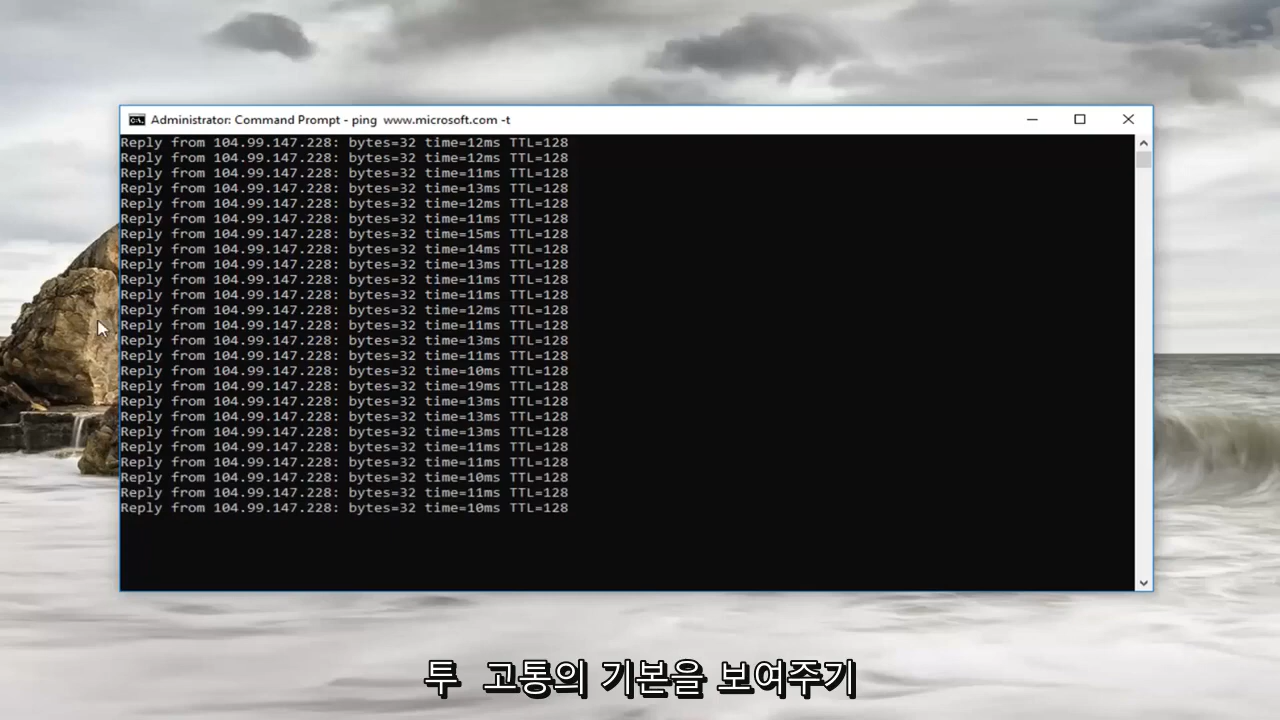 Administrator: Command Prompt - ping  www.microsoft.com -t
Reply from 104.99.147.228: bytes=32 time=12ms TTL=128
Reply from 104.99.147.228: bytes=32 time=12ms TTL=128
Reply from 104.99.147.228: bytes=32 time=11ms TTL=128
Reply from 104.99.147.228: bytes=32 time=13ms TTL=128
Reply from 104.99.147.228: bytes=32 time=12ms TTL=128
Reply from 104.99.147.228: bytes=32 time=11ms TTL=128
Reply from 104.99.147.228: bytes=32 time=15ms TTL=128
Reply from 104.99.147.228: bytes=32 time=14ms TTL=128
Reply from 104.99.147.228: bytes=32 time=13ms TTL=128
Reply from 104.99.147.228: bytes=32 time=11ms TTL=128
Reply from 104.99.147.228: bytes=32 time=11ms TTL=128
Reply from 104.99.147.228: bytes=32 time=12ms TTL=128
Reply from 104.99.147.228: bytes=32 time=11ms TTL=128
Reply from 104.99.147.228: bytes=32 time=13ms TTL=128
Reply from 104.99.147.228: bytes=32 time=11ms TTL=128
Reply from 104.99.147.228: bytes=32 time=10ms TTL=128
Reply from 104.99.147.228: bytes=32 time=19ms TTL=128
Reply from 104.99.147.228: bytes=32 time=13ms TTL=128
Reply from 104.99.147.228: bytes=32 time=13ms TTL=128
Reply from 104.99.147.228: bytes=32 time=13ms TTL=128
Reply from 104.99.147.228: bytes=32 time=11ms TTL=128
Reply from 104.99.147.228: bytes=32 time=11ms TTL=128
Reply from 104.99.147.228: bytes=32 time=10ms TTL=128
Reply from 104.99.147.228: bytes=32 time=11ms TTL=128
Reply from 104.99.147.228: bytes=32 time=10ms TTL=128
투  고통의 기본을 보여주기